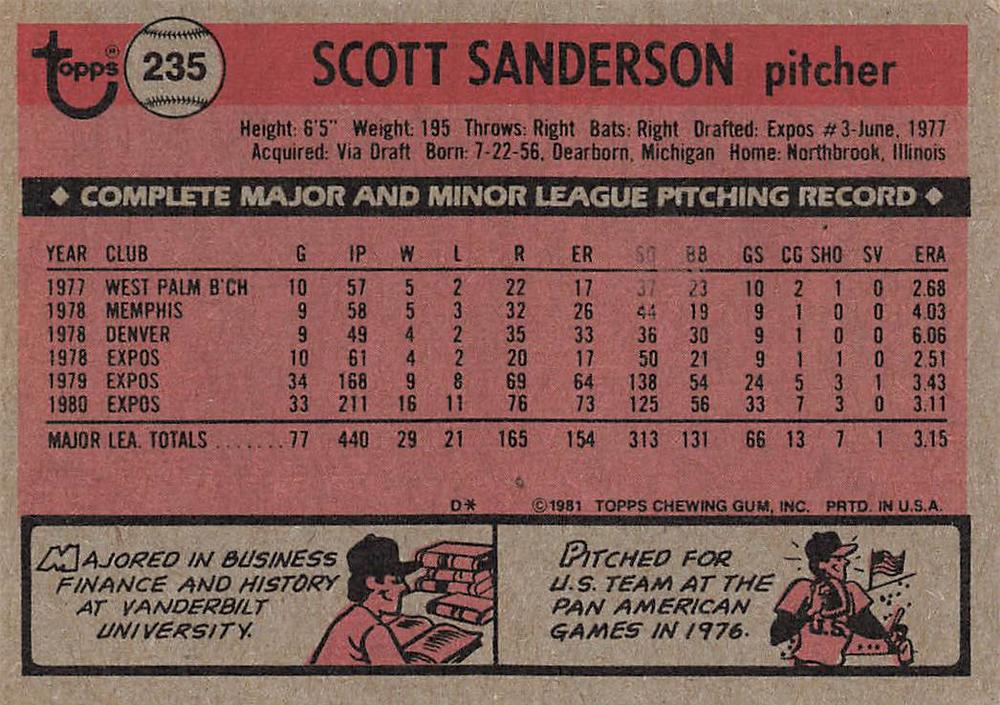 Topps® 235 SCOTT SANDERSON pitcher
Height: 6'5" Weight: 195 Throws: Right Bats: Right Drafted: Expos #3-June, 1977
Acquired: Via Draft Born: 7-22-56, Dearborn, Michigan Home: Northbrook, Illinois
◆ COMPLETE MAJOR AND MINOR LEAGUE PITCHING RECORD ◆
YEAR CLUB G IP W L R ER SO BB GS CG SHO SV ERA
1977 WEST PALM B'CH 10 57 5 2 22 17 37 23 10 2 1 0 2.68
1978 MEMPHIS 9 58 5 3 32 26 44 19 9 1 0 0 4.03
1978 DENVER 9 49 4 2 35 33 36 30 9 1 0 0 6.06
1978 EXPOS 10 61 4 2 20 17 50 21 9 1 1 0 2.51
1979 EXPOS 34 168 9 8 69 64 138 54 24 5 3 1 3.43
1980 EXPOS 33 211 16 11 76 73 125 56 33 7 3 0 3.11
MAJOR LEA. TOTALS ....... 77 440 29 21 165 154 313 131 66 13 7 1 3.15
D* ©1981 TOPPS CHEWING GUM, INC. PRTD. IN U.S.A.
MAJORED IN BUSINESS
FINANCE AND HISTORY
AT VANDERBILT
UNIVERSITY.
PITCHED FOR
U.S. TEAM AT THE
PAN AMERICAN
GAMES IN 1976.
U.S.